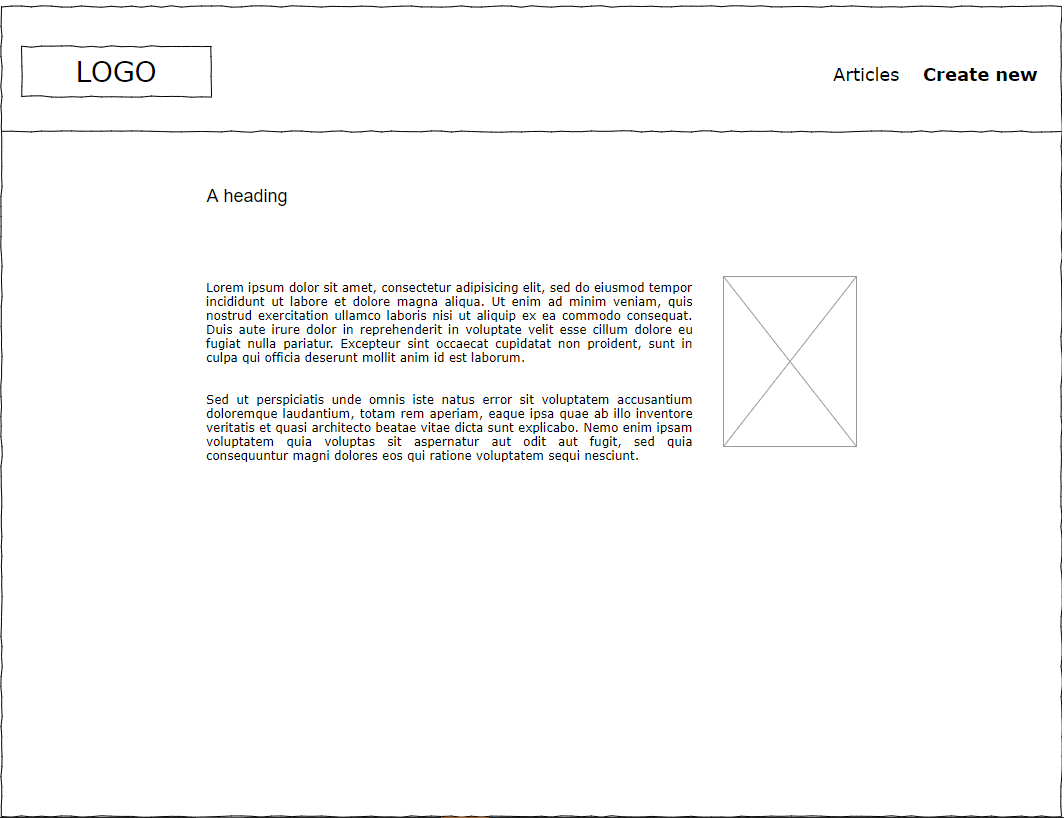 LOGO
Articles Create new
A heading
Lorem ipsum dolor sit amet, consectetur adipisicing elit, sed do eiusmod tempor
incididunt ut labore et dolore magna aliqua. Ut enim ad minim veniam, quis
nostrud exercitation ullamco laboris nisi ut aliquip ex ea commodo consequat.
Duis aute irure dolor in reprehenderit in voluptate velit esse cillum dolore eu
fugiat nulla pariatur. Excepteur sint occaecat cupidatat non proident, sunt in
culpa qui officia deserunt mollit anim id est laborum.
Sed ut perspiciatis unde omnis iste natus error sit voluptatem accusantium
doloremque laudantium, totam rem aperiam, eaque ipsa quae ab illo inventore
veritatis et quasi architecto beatae vitae dicta sunt explicabo. Nemo enim ipsam
voluptatem quia voluptas sit aspernatur aut odit aut fugit, sed quia
consequuntur magni dolores eos qui ratione voluptatem sequi nesciunt.